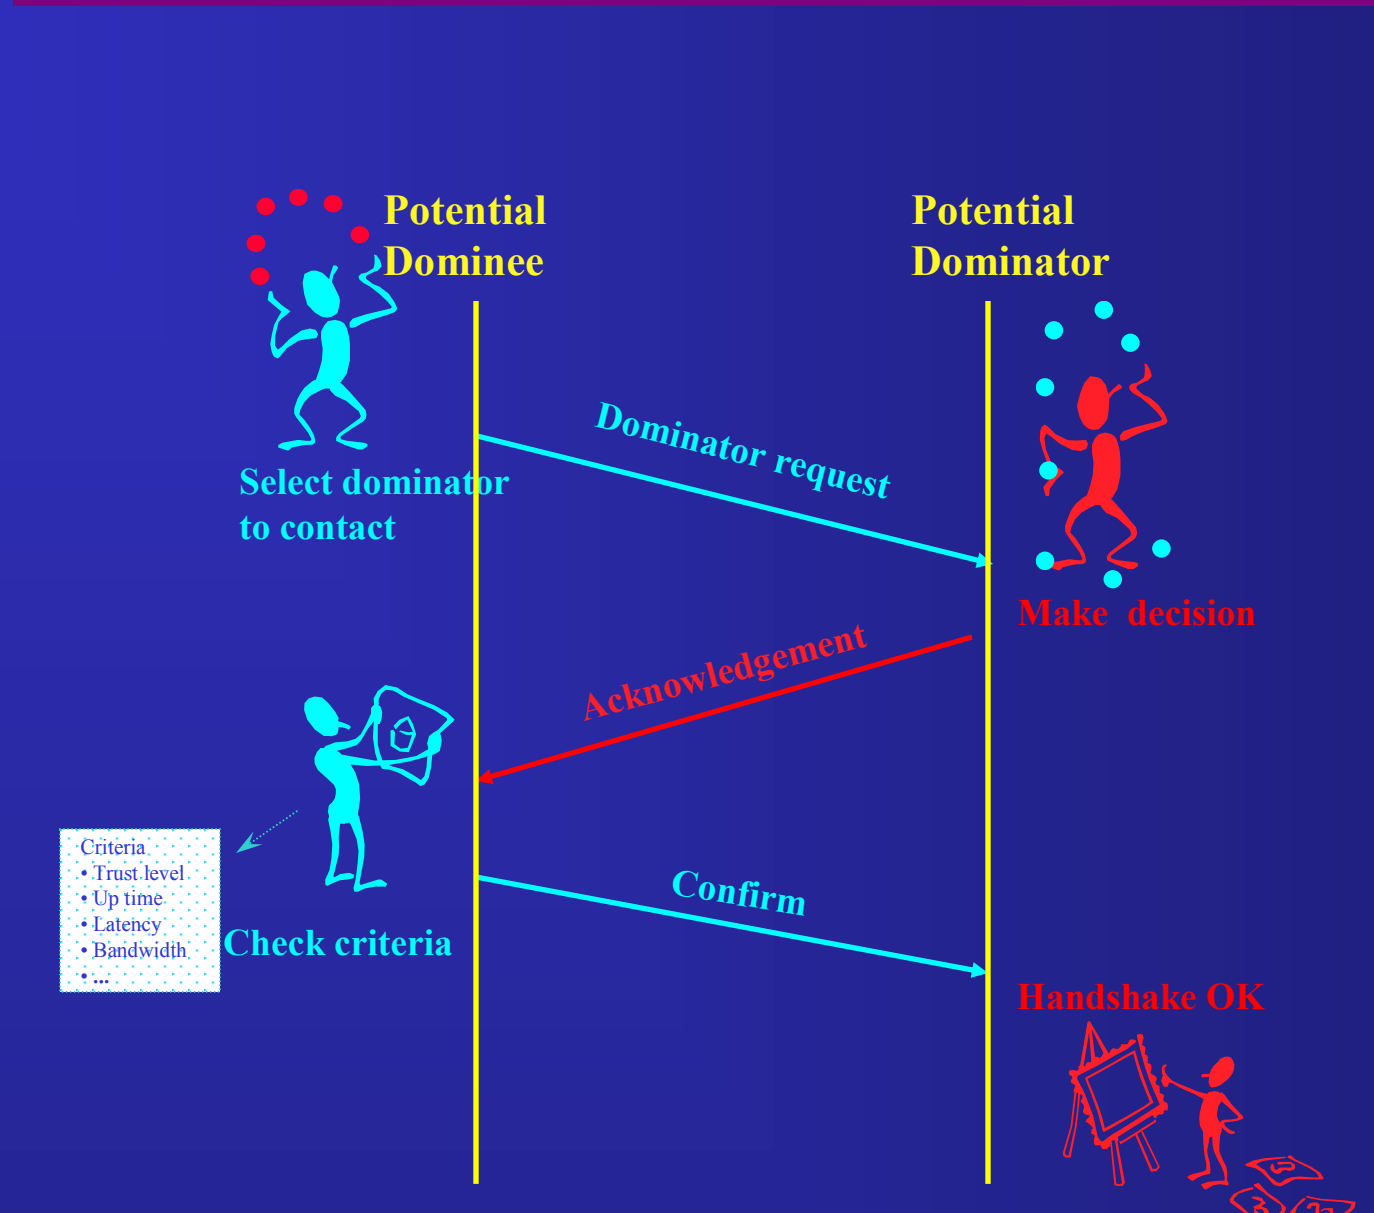 Potential
Dominee
Potential
Dominator
Dominator request
Select dominator
to contact
Make decision
Acknowledgement
Criteria
• Trust level
• Up time
• Latency
• Bandwidth
• ...
Check criteria
Confirm
Handshake OK
3